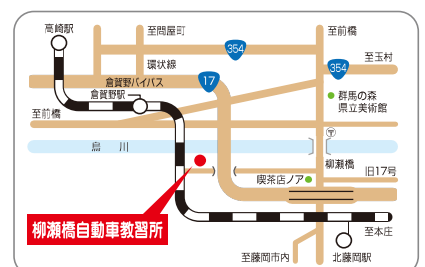 高崎駅
至問屋町
至前橋
354
環状線
至玉村
354
17
倉賀野バイパス
倉賀野駅
群馬の森
県立美術館
至前橋
〒
烏川
柳瀬橋
旧17号
喫茶店ノア
柳瀬橋自動車教習所
至本庄
至藤岡市内
北藤岡駅